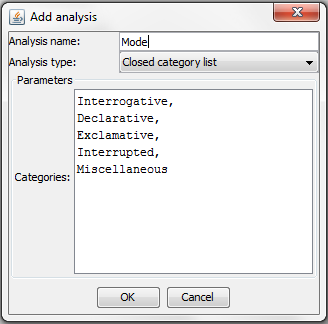 Add analysis
Analysis name: Mode
Analysis type: Closed category list
Parameters
Categories:
Interrogative,
Declarative,
Exclamative,
Interrupted,
Miscellaneous
OK Cancel